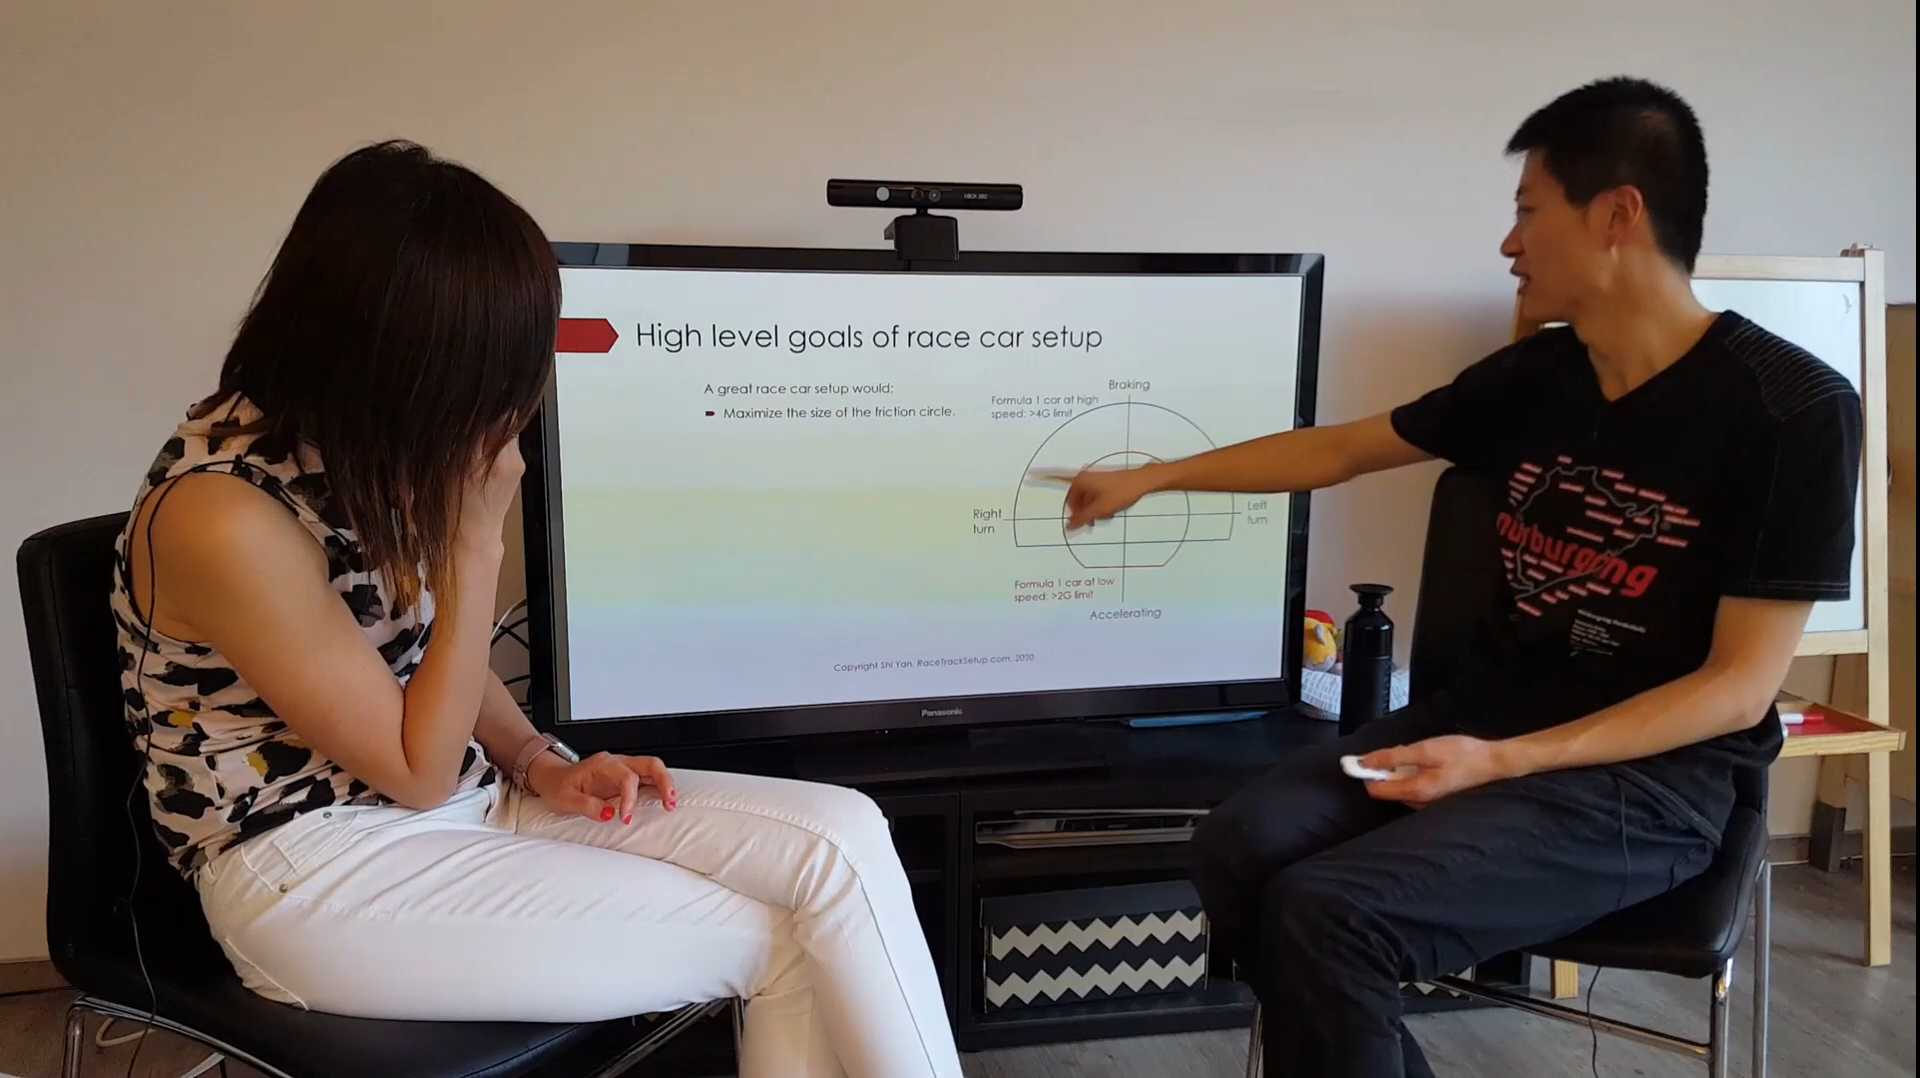 XBOX 360
High level goals of race car setup
A great race car setup would:
Maximize the size of the friction circle.
Braking
Formula 1 car at high
speed: >4G limit
Right
turn
Left
turn
Formula 1 car at low
speed: >2G limit
Accelerating
Copyright Shi Yan, RaceTrackSetup.com, 2020
Panasonic
nürburgring